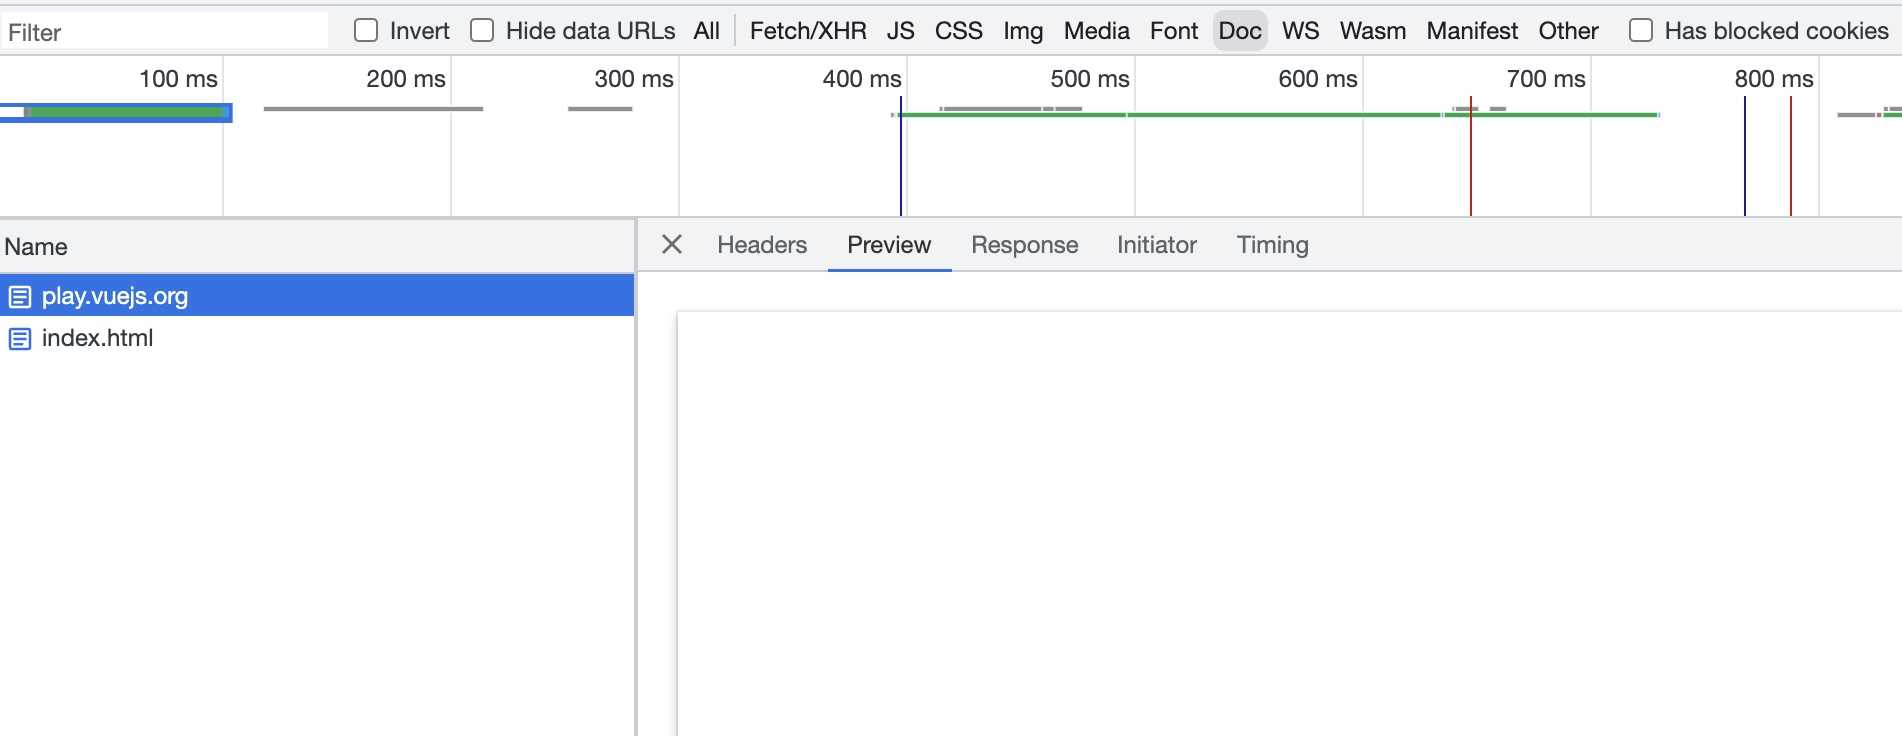 Filter Invert Hide data URLs All Fetch/XHR JS CSS Img Media Font Doc WS Wasm Manifest Other Has blocked cookies
100 ms 200 ms 300 ms 400 ms 500 ms 600 ms 700 ms 800 ms
Name
Headers Preview Response Initiator Timing
play.vuejs.org
index.html